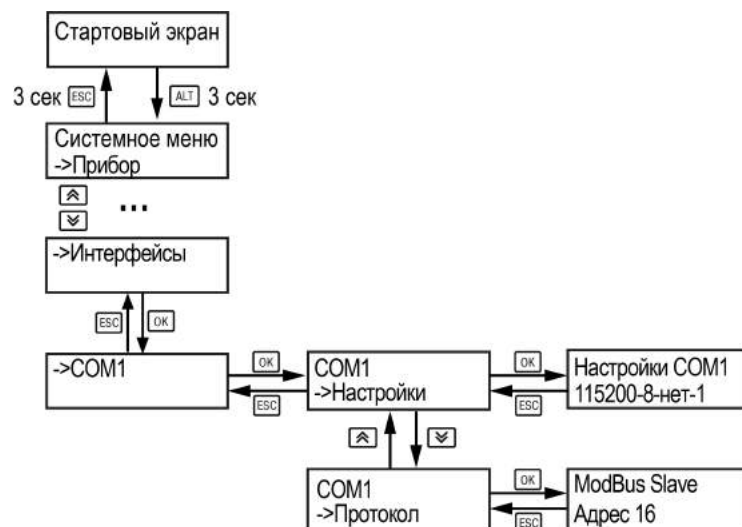 Стартовый экран
3 сек ESC ALT 3 сек
Системное меню
->Прибор
...
->Интерфейсы
ESC OK
->COM1
OK
ESC
COM1
->Настройки
OK
ESC
Настройки COM1
115200-8-нет-1
COM1
->Протокол
OK
ESC
ModBus Slave
Адрес 16